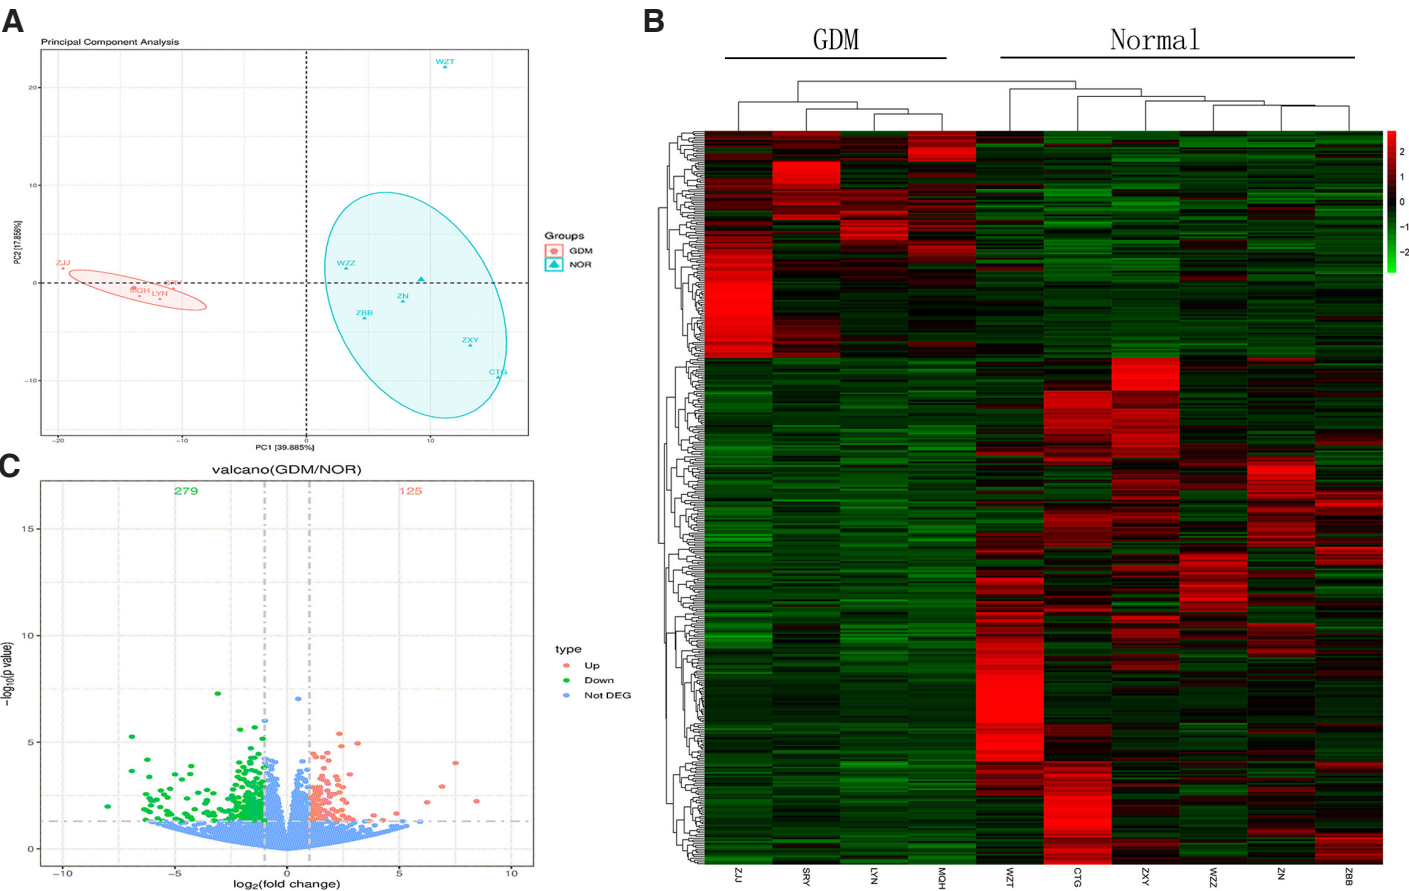 A
Principal Component Analysis
WZT
20
10
0
−10
ZJJ
MQH
LYN
WZZ
ZN
ZBB
ZXY
CTG
PC2 [17.856%]
−20
−10
0
10
PC1 [39.885%]
Groups
GDM
NOR
B
GDM
Normal
2
1
0
−1
−2
ZJJ
SRY
LYN
MQH
WZT
CTG
ZXY
WZZ
ZN
ZBB
C
valcano(GDM/NOR)
279
125
15
10
5
0
−log10(p value)
−10
−5
0
5
10
log2(fold change)
type
Up
Down
Not DEG